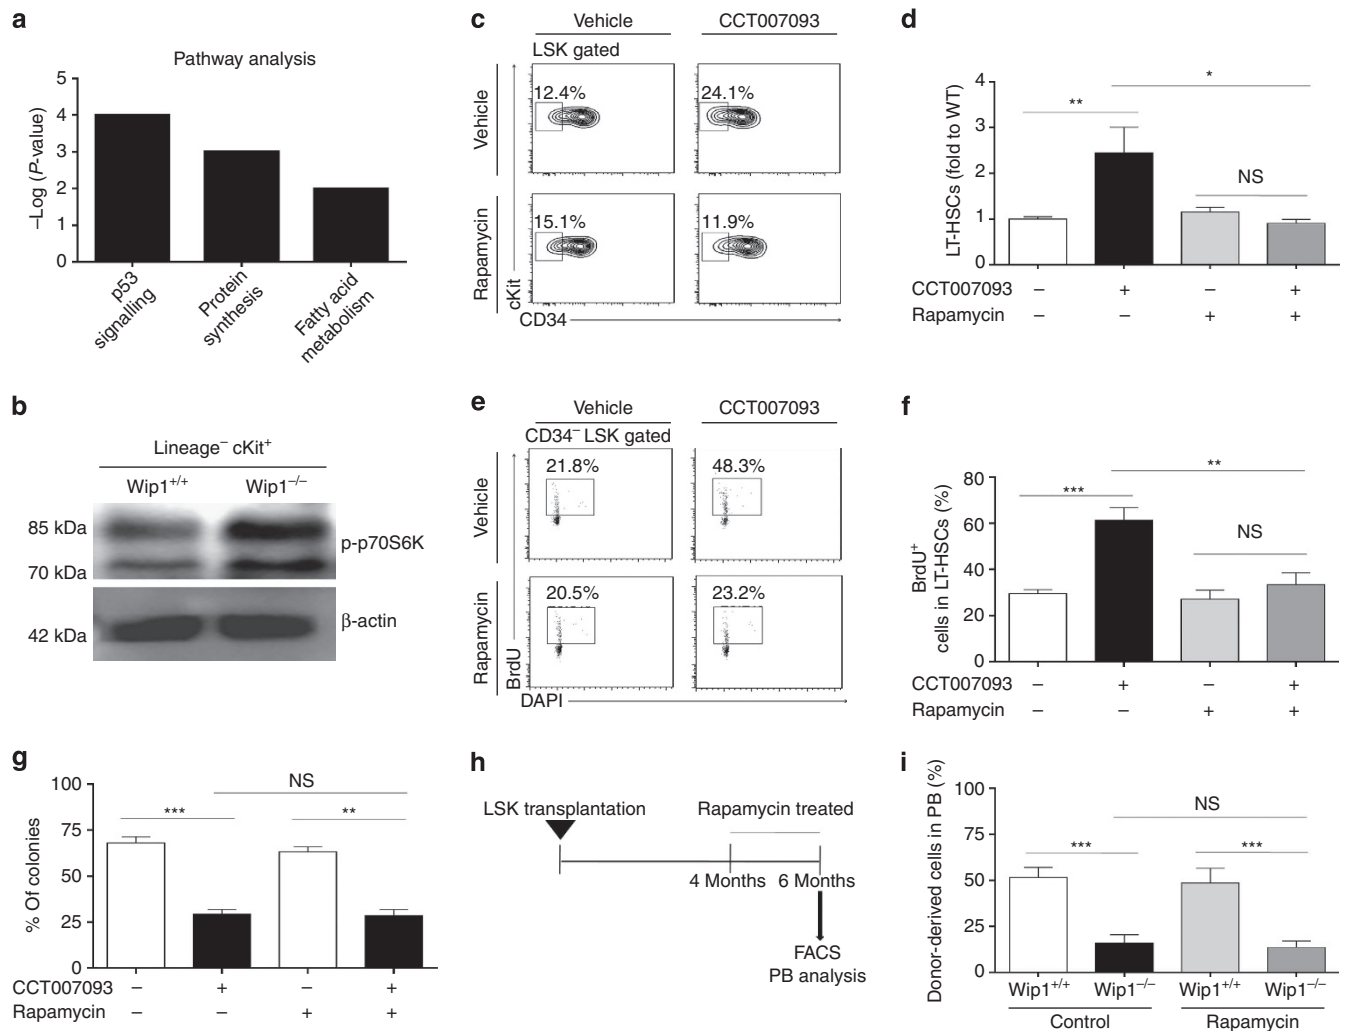 a
Pathway analysis
–Log (P-value)
5
4
3
2
1
0
p53
signalling
Protein
synthesis
Fatty acid
metabolism
b
Lineage– cKit+
Wip1+/+ Wip1–/–
85 kDa
70 kDa
p-p70S6K
42 kDa
β-actin
c
Vehicle CCT007093
LSK gated
Vehicle
12.4% 24.1%
Rapamycin
15.1% 11.9%
cKit
CD34
d
LT-HSCs (fold to WT)
4
3
2
1
0
** *
NS
CCT007093 – + – +
Rapamycin – – + +
e
Vehicle CCT007093
CD34– LSK gated
Vehicle
21.8% 48.3%
Rapamycin
20.5% 23.2%
BrdU
DAPI
f
BrdU+
cells in LT-HSCs (%)
80
60
40
20
0
*** **
NS
CCT007093 – + – +
Rapamycin – – + +
g
% Of colonies
100
75
50
25
0
NS
*** **
CCT007093 – + – +
Rapamycin – – + +
h
LSK transplantation Rapamycin treated
4 Months 6 Months
FACS
PB analysis
i
Donor-derived cells in PB (%)
100
75
50
25
0
NS
*** ***
Wip1+/+ Wip1–/– Wip1+/+ Wip1–/–
Control Rapamycin